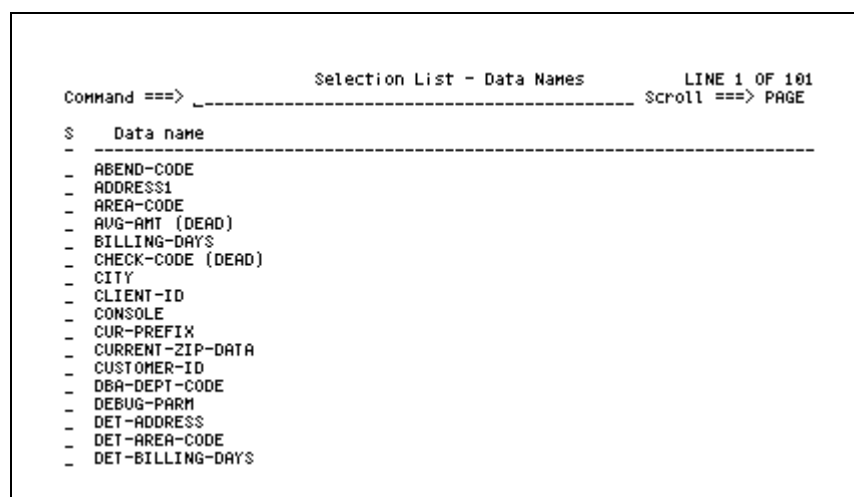 Selection List - Data Names LINE 1 OF 101
Command ===> _____________________________________________ Scroll ===> PAGE
S Data name
- ------------------------------------------------------------------------
_ ABEND-CODE
_ ADDRESS1
_ AREA-CODE
_ AVG-AMT (DEAD)
_ BILLING-DAYS
_ CHECK-CODE (DEAD)
_ CITY
_ CLIENT-ID
_ CONSOLE
_ CUR-PREFIX
_ CURRENT-ZIP-DATA
_ CUSTOMER-ID
_ DBA-DEPT-CODE
_ DEBUG-PARM
_ DET-ADDRESS
_ DET-AREA-CODE
_ DET-BILLING-DAYS